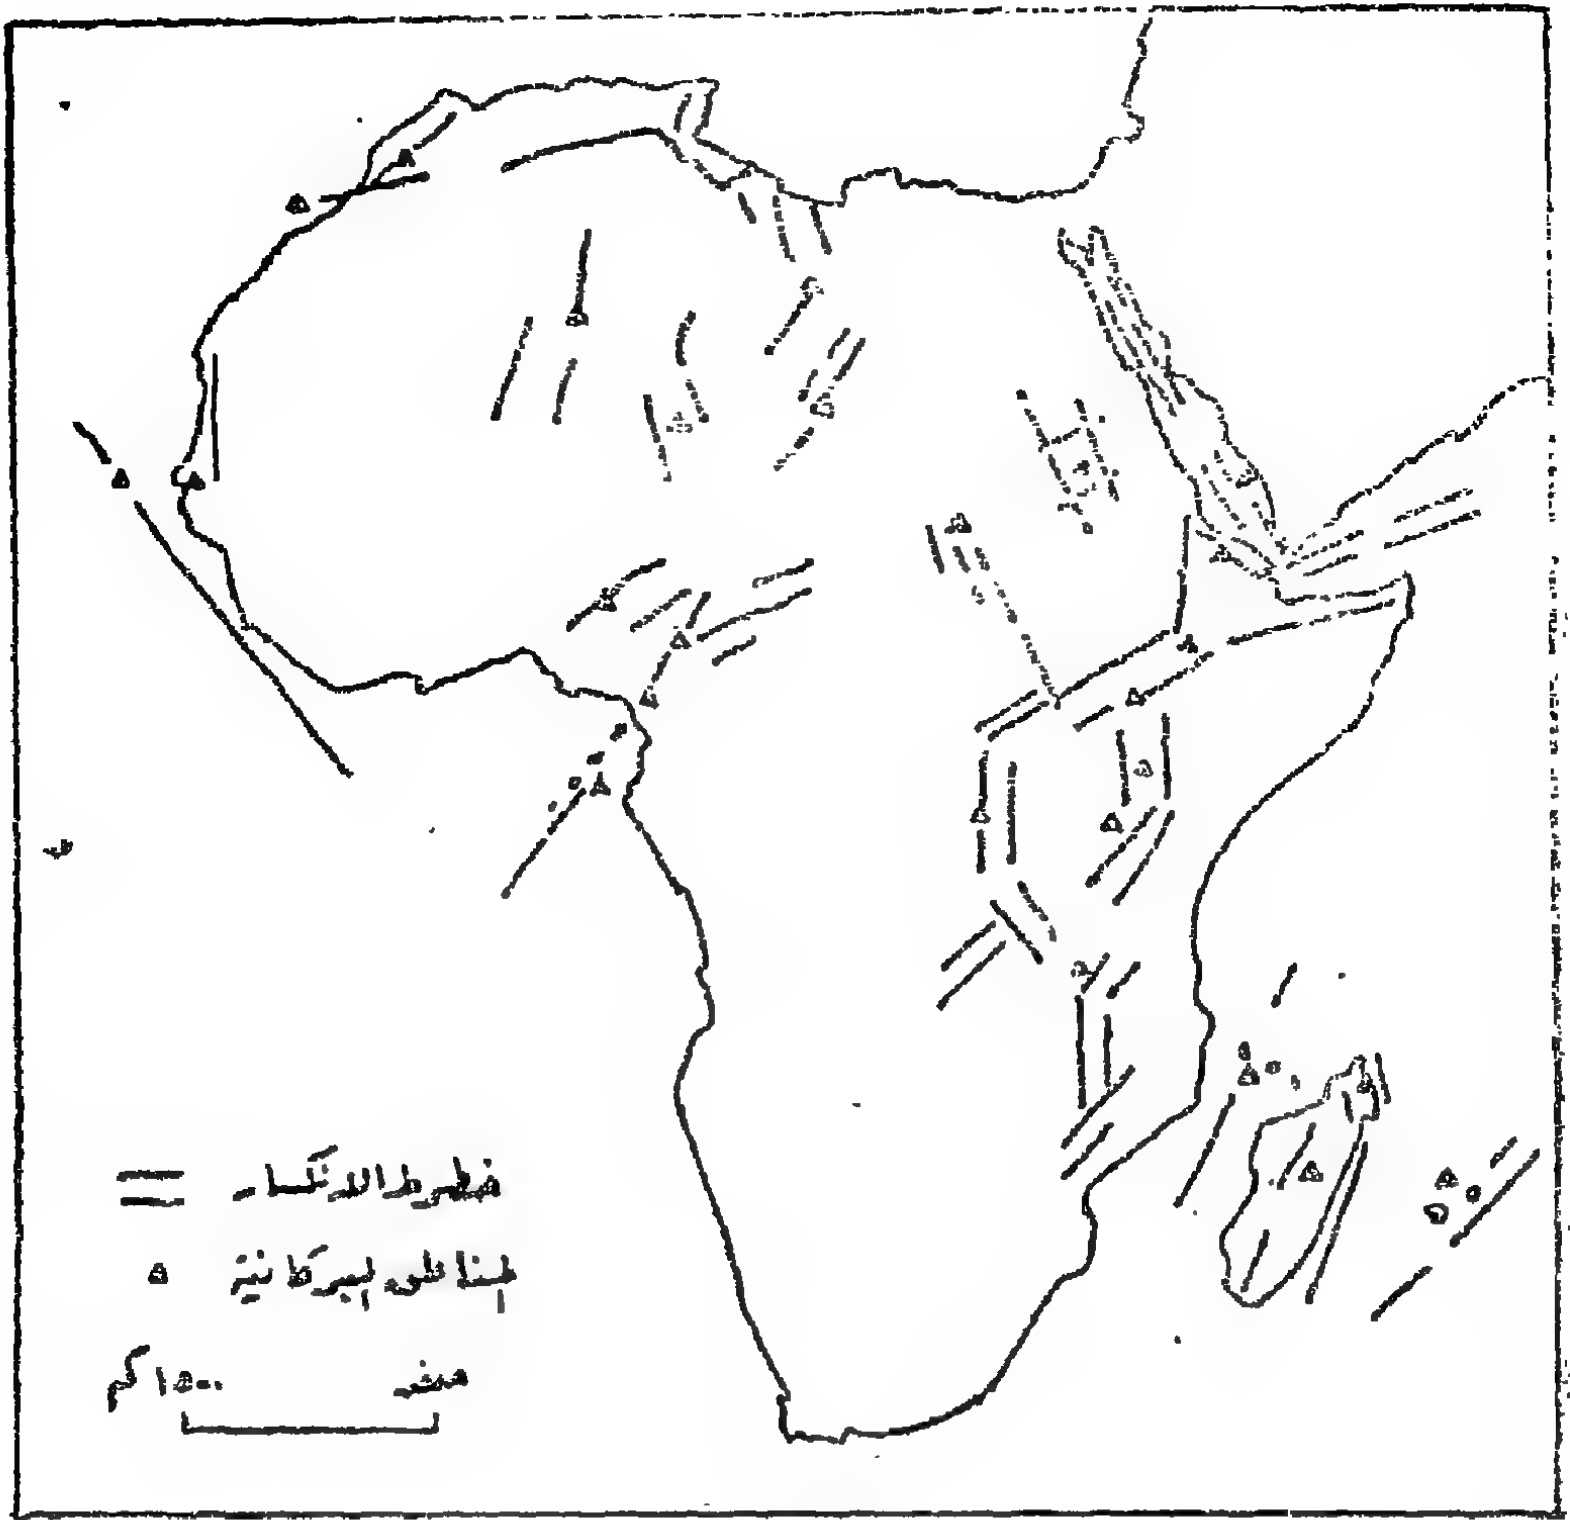 خطوط الانكسار
المناطق البركانية
صفر ١٥٠٠ كم